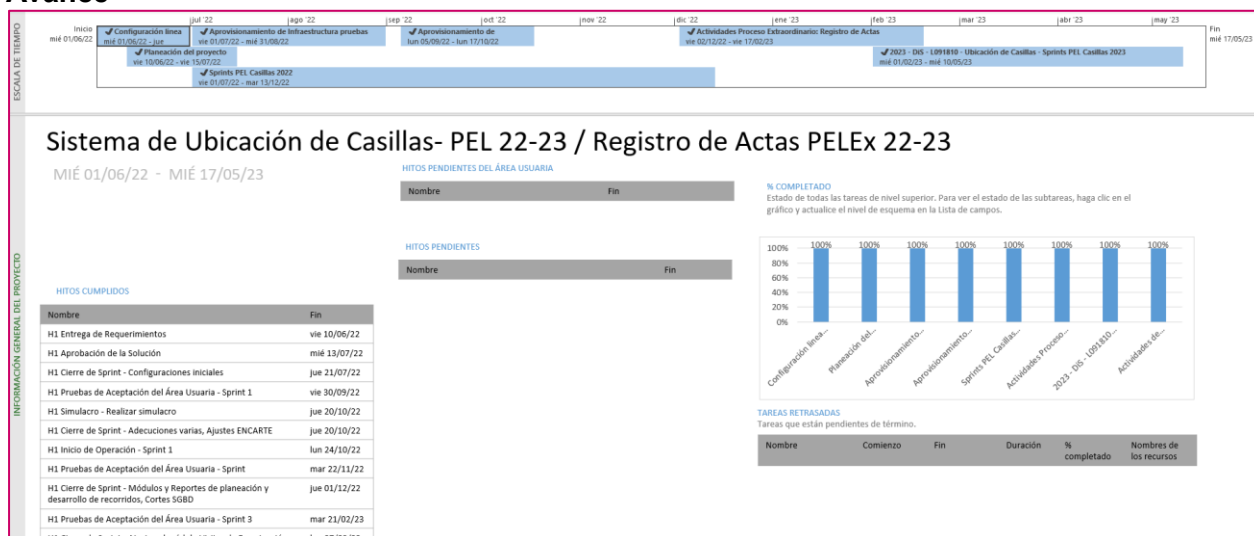 Avance
ESCALA DE TIEMPO
Inicio
mié 01/06/22
jul '22
ago '22
sep '22
oct '22
nov '22
dic '22
ene '23
feb '23
mar '23
abr '23
may '23
Fin
mié 17/05/23
✔ Configuración línea
mié 01/06/22 - jue
✔ Aprovisionamiento de Infraestructura pruebas
vie 01/07/22 - mié 31/08/22
✔ Aprovisionamiento de
lun 05/09/22 - lun 17/10/22
✔ Actividades Proceso Extraordinario: Registro de Actas
vie 02/12/22 - vie 17/02/23
✔ Planeación del proyecto
vie 10/06/22 - vie 15/07/22
✔ 2023 - DiS - L091810 - Ubicación de Casillas - Sprints PEL Casillas 2023
mié 01/02/23 - mié 10/05/23
✔ Sprints PEL Casillas 2022
vie 01/07/22 - mar 13/12/22
INFORMACIÓN GENERAL DEL PROYECTO
Sistema de Ubicación de Casillas- PEL 22-23 / Registro de Actas PELEx 22-23
MIÉ 01/06/22 - MIÉ 17/05/23
HITOS CUMPLIDOS
Nombre Fin
H1 Entrega de Requerimientos vie 10/06/22
H1 Aprobación de la Solución mié 13/07/22
H1 Cierre de Sprint - Configuraciones iniciales jue 21/07/22
H1 Pruebas de Aceptación del Área Usuaria - Sprint 1 vie 30/09/22
H1 Simulacro - Realizar simulacro jue 20/10/22
H1 Cierre de Sprint - Adecuciones varias, Ajustes ENCARTE jue 20/10/22
H1 Inicio de Operación - Sprint 1 lun 24/10/22
H1 Pruebas de Aceptación del Área Usuaria - Sprint mar 22/11/22
H1 Cierre de Sprint - Módulos y Reportes de planeación y jue 01/12/22
desarrollo de recorridos, Cortes SGBD
H1 Pruebas de Aceptación del Área Usuaria - Sprint 3 mar 21/02/23
HITOS PENDIENTES DEL ÁREA USUARIA
Nombre Fin
HITOS PENDIENTES
Nombre Fin
% COMPLETADO
Estado de todas las tareas de nivel superior. Para ver el estado de las subtareas, haga clic en el
gráfico y actualice el nivel de esquema en la Lista de campos.
100% 100% 100% 100% 100% 100% 100% 100% 100%
80%
60%
40%
20%
0%
Configuración línea...
Planeación del...
Aprovisionamiento...
Aprovisionamiento...
Sprints PEL Casillas...
Actividades Proceso...
2023 - DiS - L091810...
Actividades de...
TAREAS RETRASADAS
Tareas que están pendientes de término.
Nombre Comienzo Fin Duración % completado Nombres de los recursos